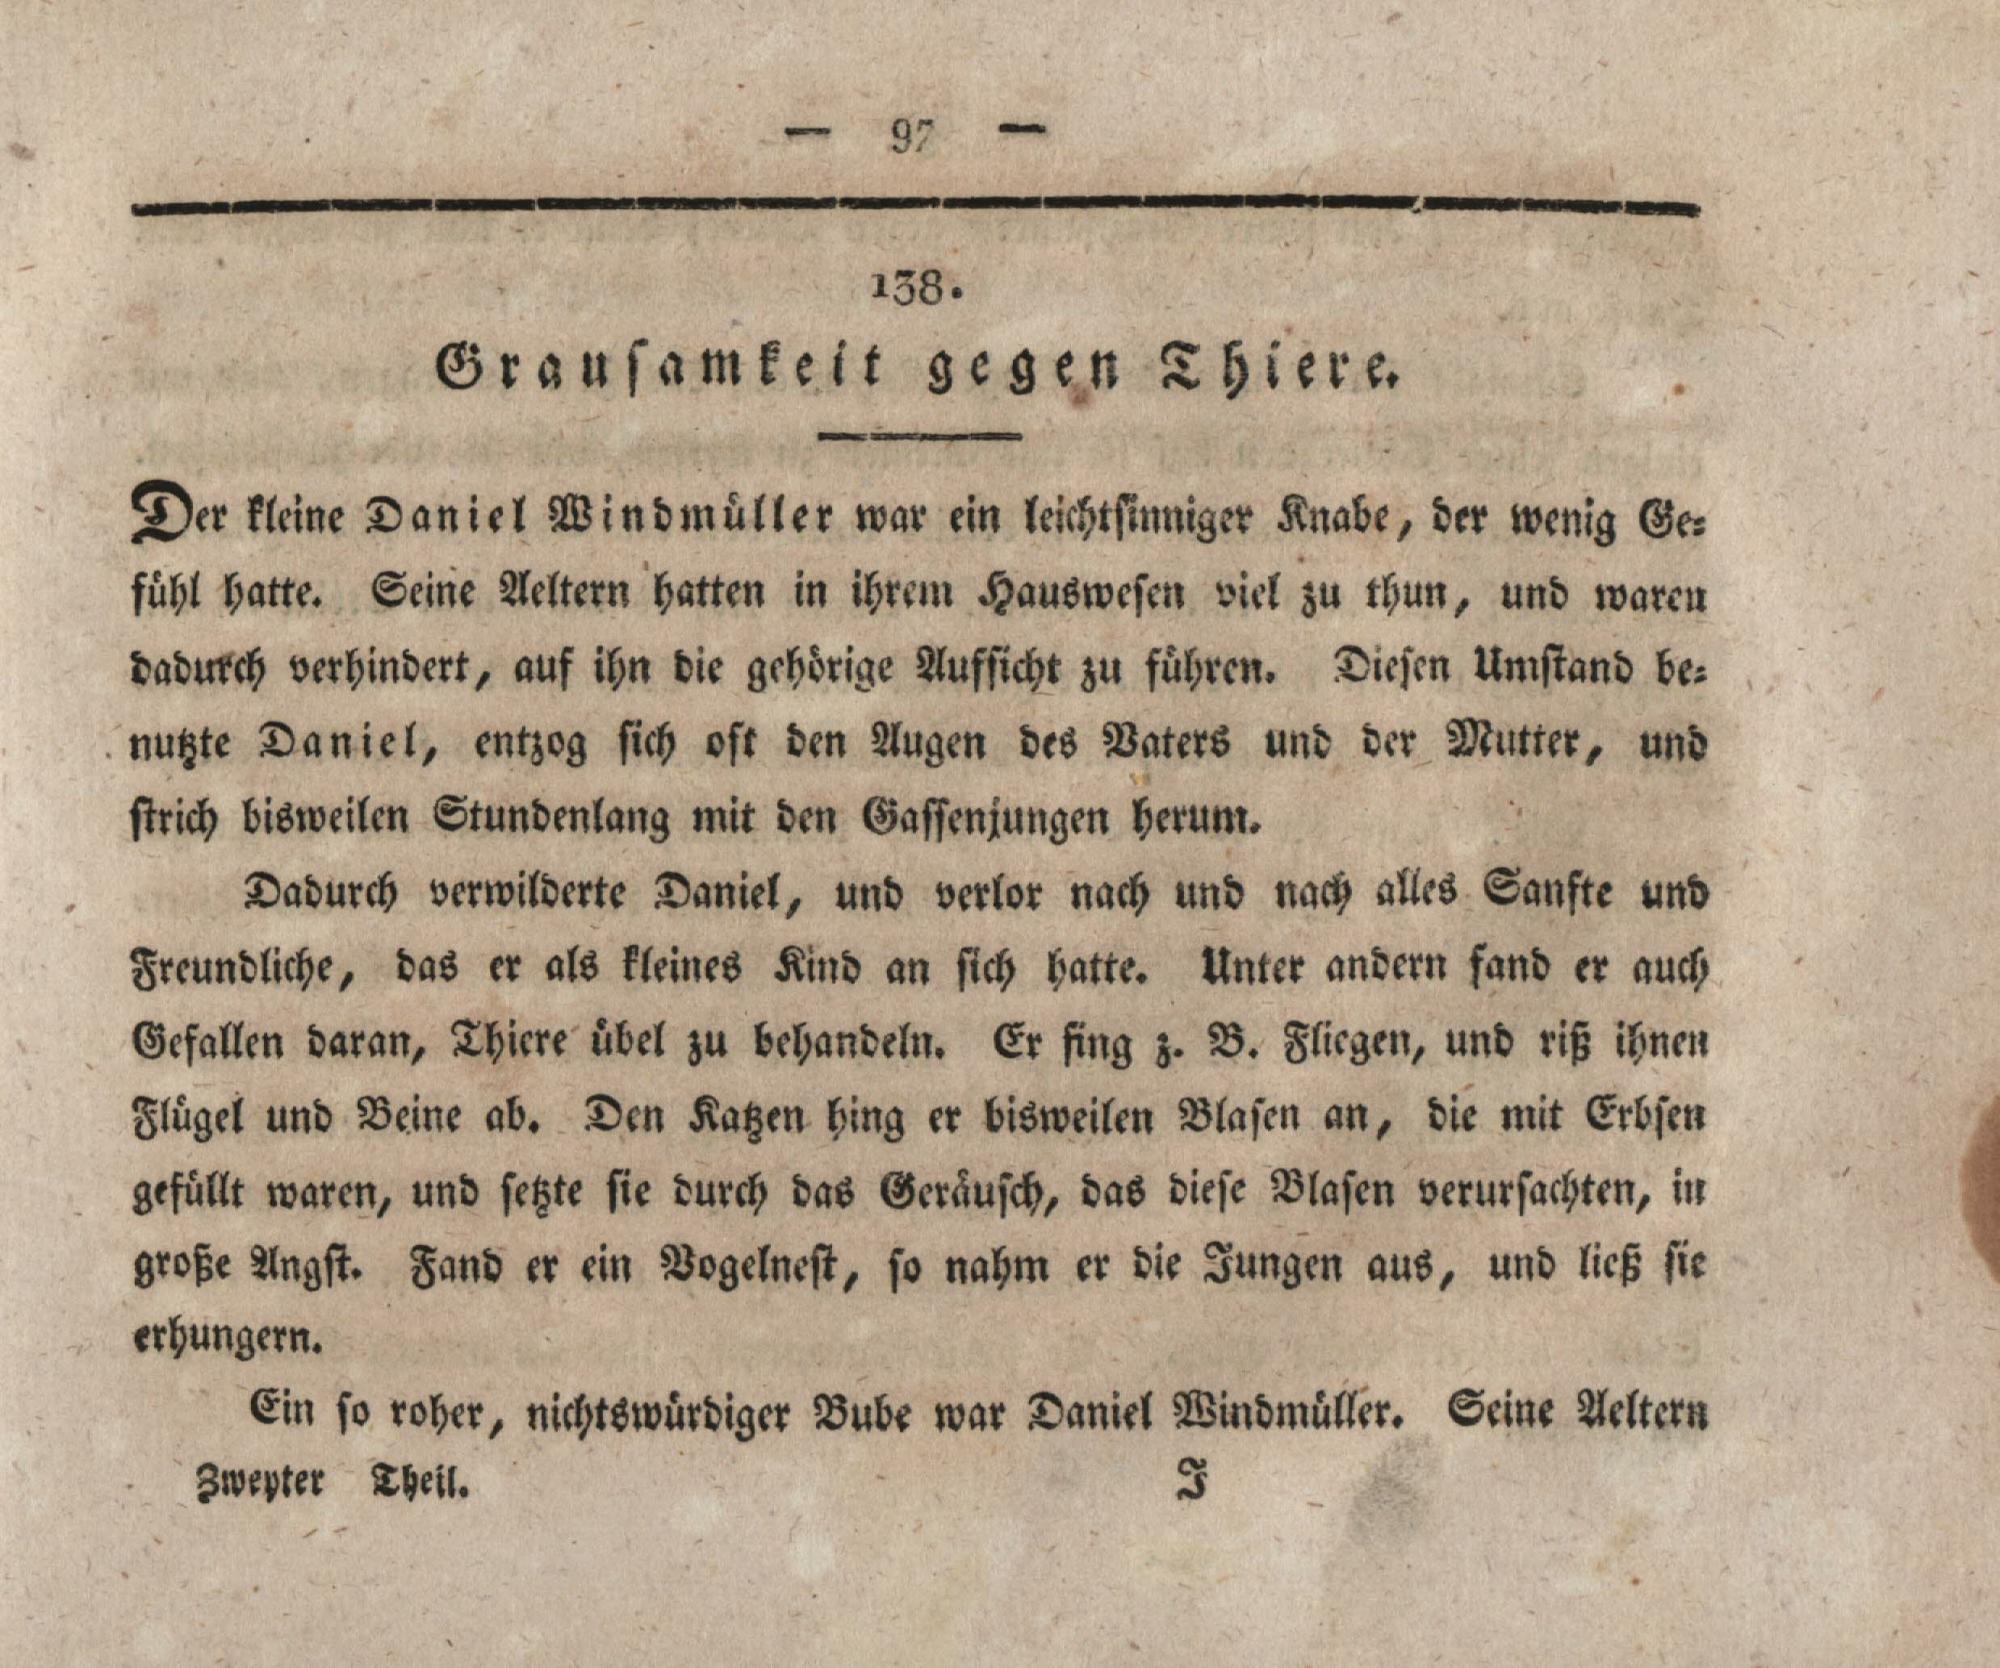 — 97 —
138.
Grausamkeit gegen Thiere.
Der kleine Daniel Windmüller war ein leichtsinniger Knabe, der wenig Ge-
fühl hatte. Seine Aeltern hatten in ihrem Hauswesen viel zu thun, und waren
dadurch verhindert, auf ihn die gehörige Aufsicht zu führen. Diesen Umstand be-
nutzte Daniel, entzog sich oft den Augen des Vaters und der Mutter, und
strich bisweilen Stundenlang mit den Gassenjungen herum.
Dadurch verwilderte Daniel, und verlor nach und nach alles Sanfte und
Freundliche, das er als kleines Kind an sich hatte. Unter andern fand er auch
Gefallen daran, Thiere übel zu behandeln. Er fing z. B. Fliegen, und riß ihnen
Flügel und Beine ab. Den Katzen hing er bisweilen Blasen an, die mit Erbsen
gefüllt waren, und setzte sie durch das Geräusch, das diese Blasen verursachten, in
große Angst. Fand er ein Vogelnest, so nahm er die Jungen aus, und ließ sie
erhungern.
Ein so roher, nichtswürdiger Bube war Daniel Windmüller. Seine Aeltern
Zweyter Theil. J